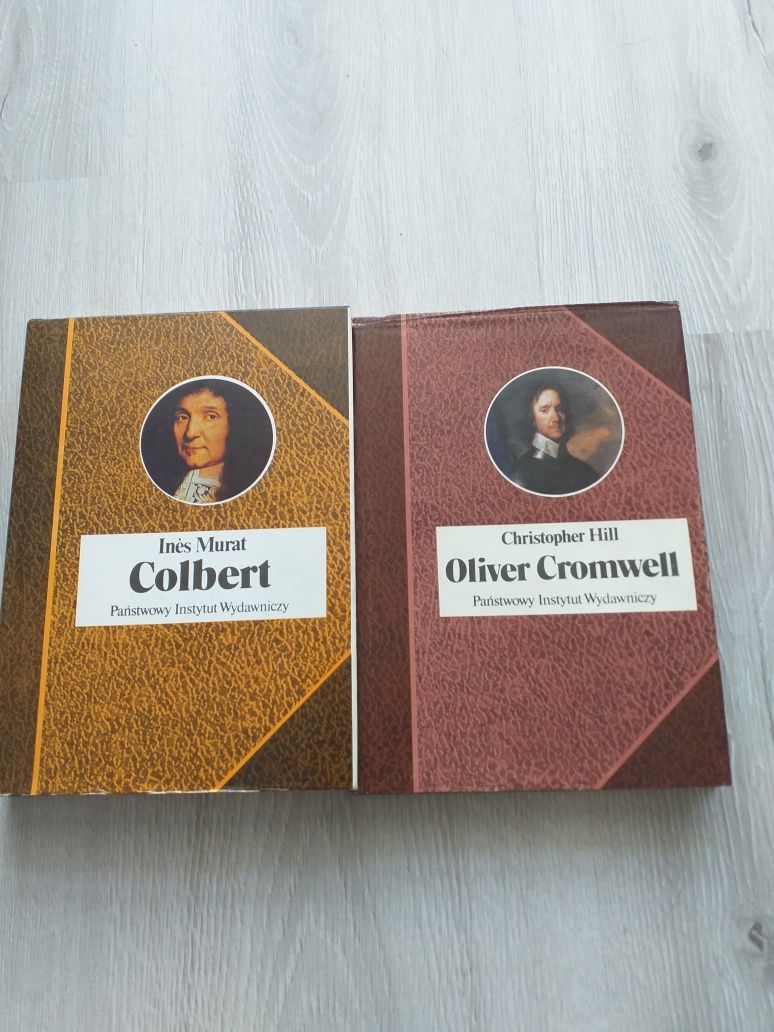 Inès Murat
Colbert
Państwowy Instytut Wydawniczy
Christopher Hill
Oliver Cromwell
Państwowy Instytut Wydawniczy